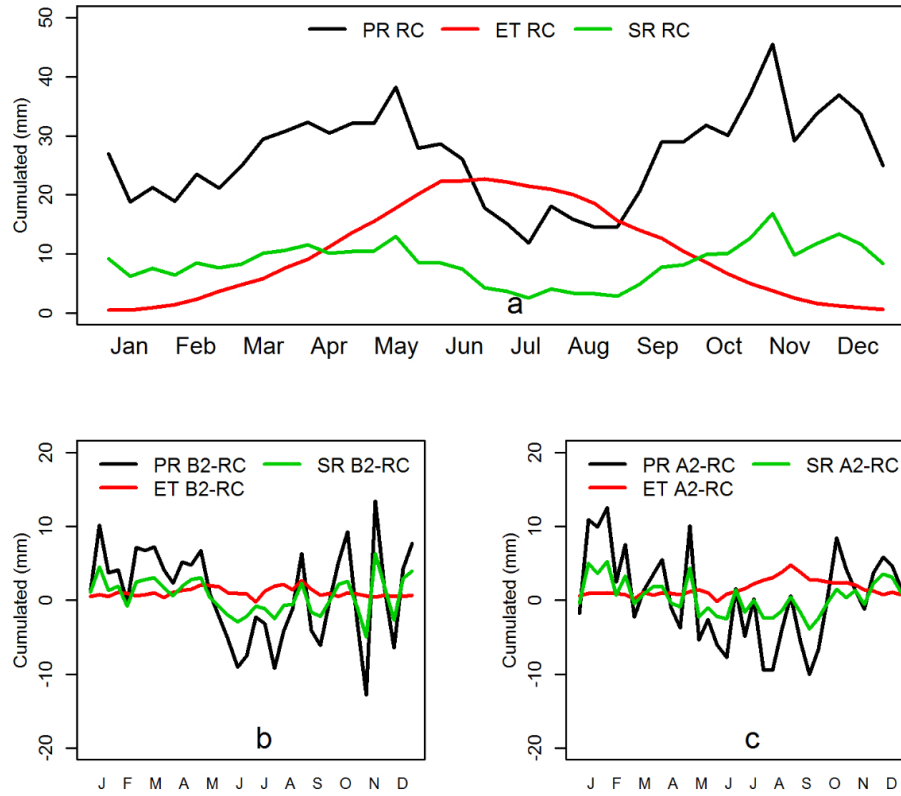 PR RC ET RC SR RC
Cumulated (mm)
50
40
30
20
10
0
a
Jan Feb Mar Apr May Jun Jul Aug Sep Oct Nov Dec
PR B2-RC SR B2-RC
ET B2-RC
Cumulated (mm)
20
10
0
-10
-20
b
J F M A M J J A S O N D
PR A2-RC SR A2-RC
ET A2-RC
Cumulated (mm)
20
10
0
-10
-20
c
J F M A M J J A S O N D